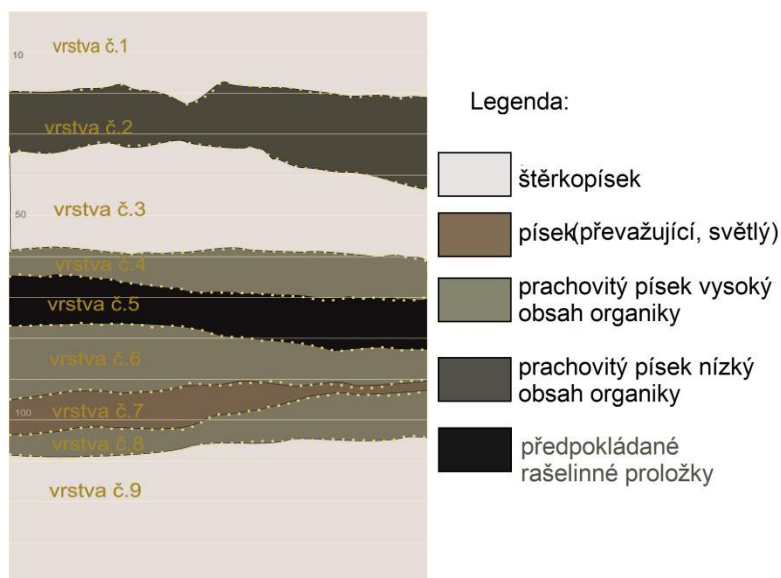 vrstva č.1
10
vrstva č.2
vrstva č.3
50
vrstva č.4
vrstva č.5
vrstva č.6
vrstva č.7
100
vrstva č.8
vrstva č.9
Legenda:
štěrkopísek
písek(převažující, světlý)
prachovitý písek vysoký
obsah organiky
prachovitý písek nízký
obsah organiky
předpokládané
rašelinné proložky